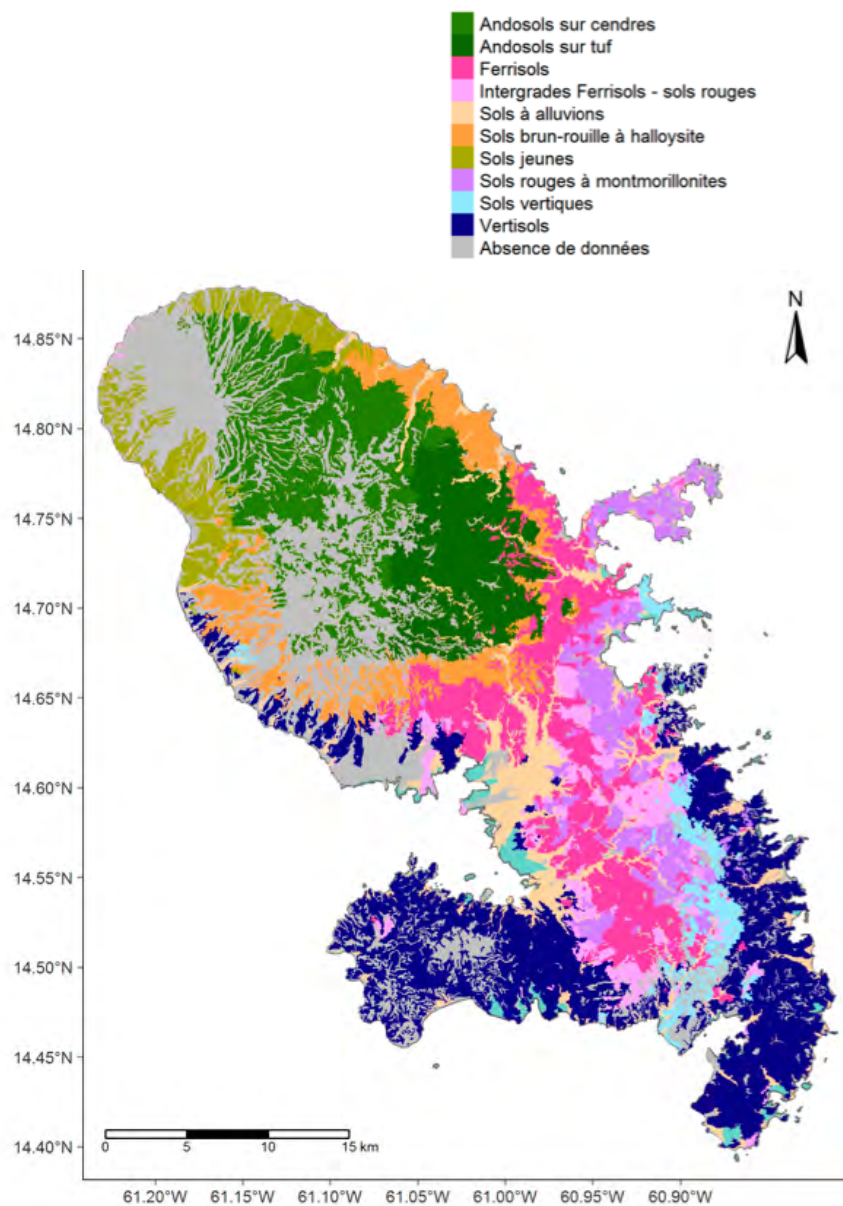 Andosols sur cendres
Andosols sur tuf
Ferrisols
Intergrades Ferrisols - sols rouges
Sols à alluvions
Sols brun-rouille à halloysite
Sols jeunes
Sols rouges à montmorillonites
Sols vertiques
Vertisols
Absence de données
N
14.85°N
14.80°N
14.75°N
14.70°N
14.65°N
14.60°N
14.55°N
14.50°N
14.45°N
14.40°N
0 5 10 15 km
61.20°W 61.15°W 61.10°W 61.05°W 61.00°W 60.95°W 60.90°W